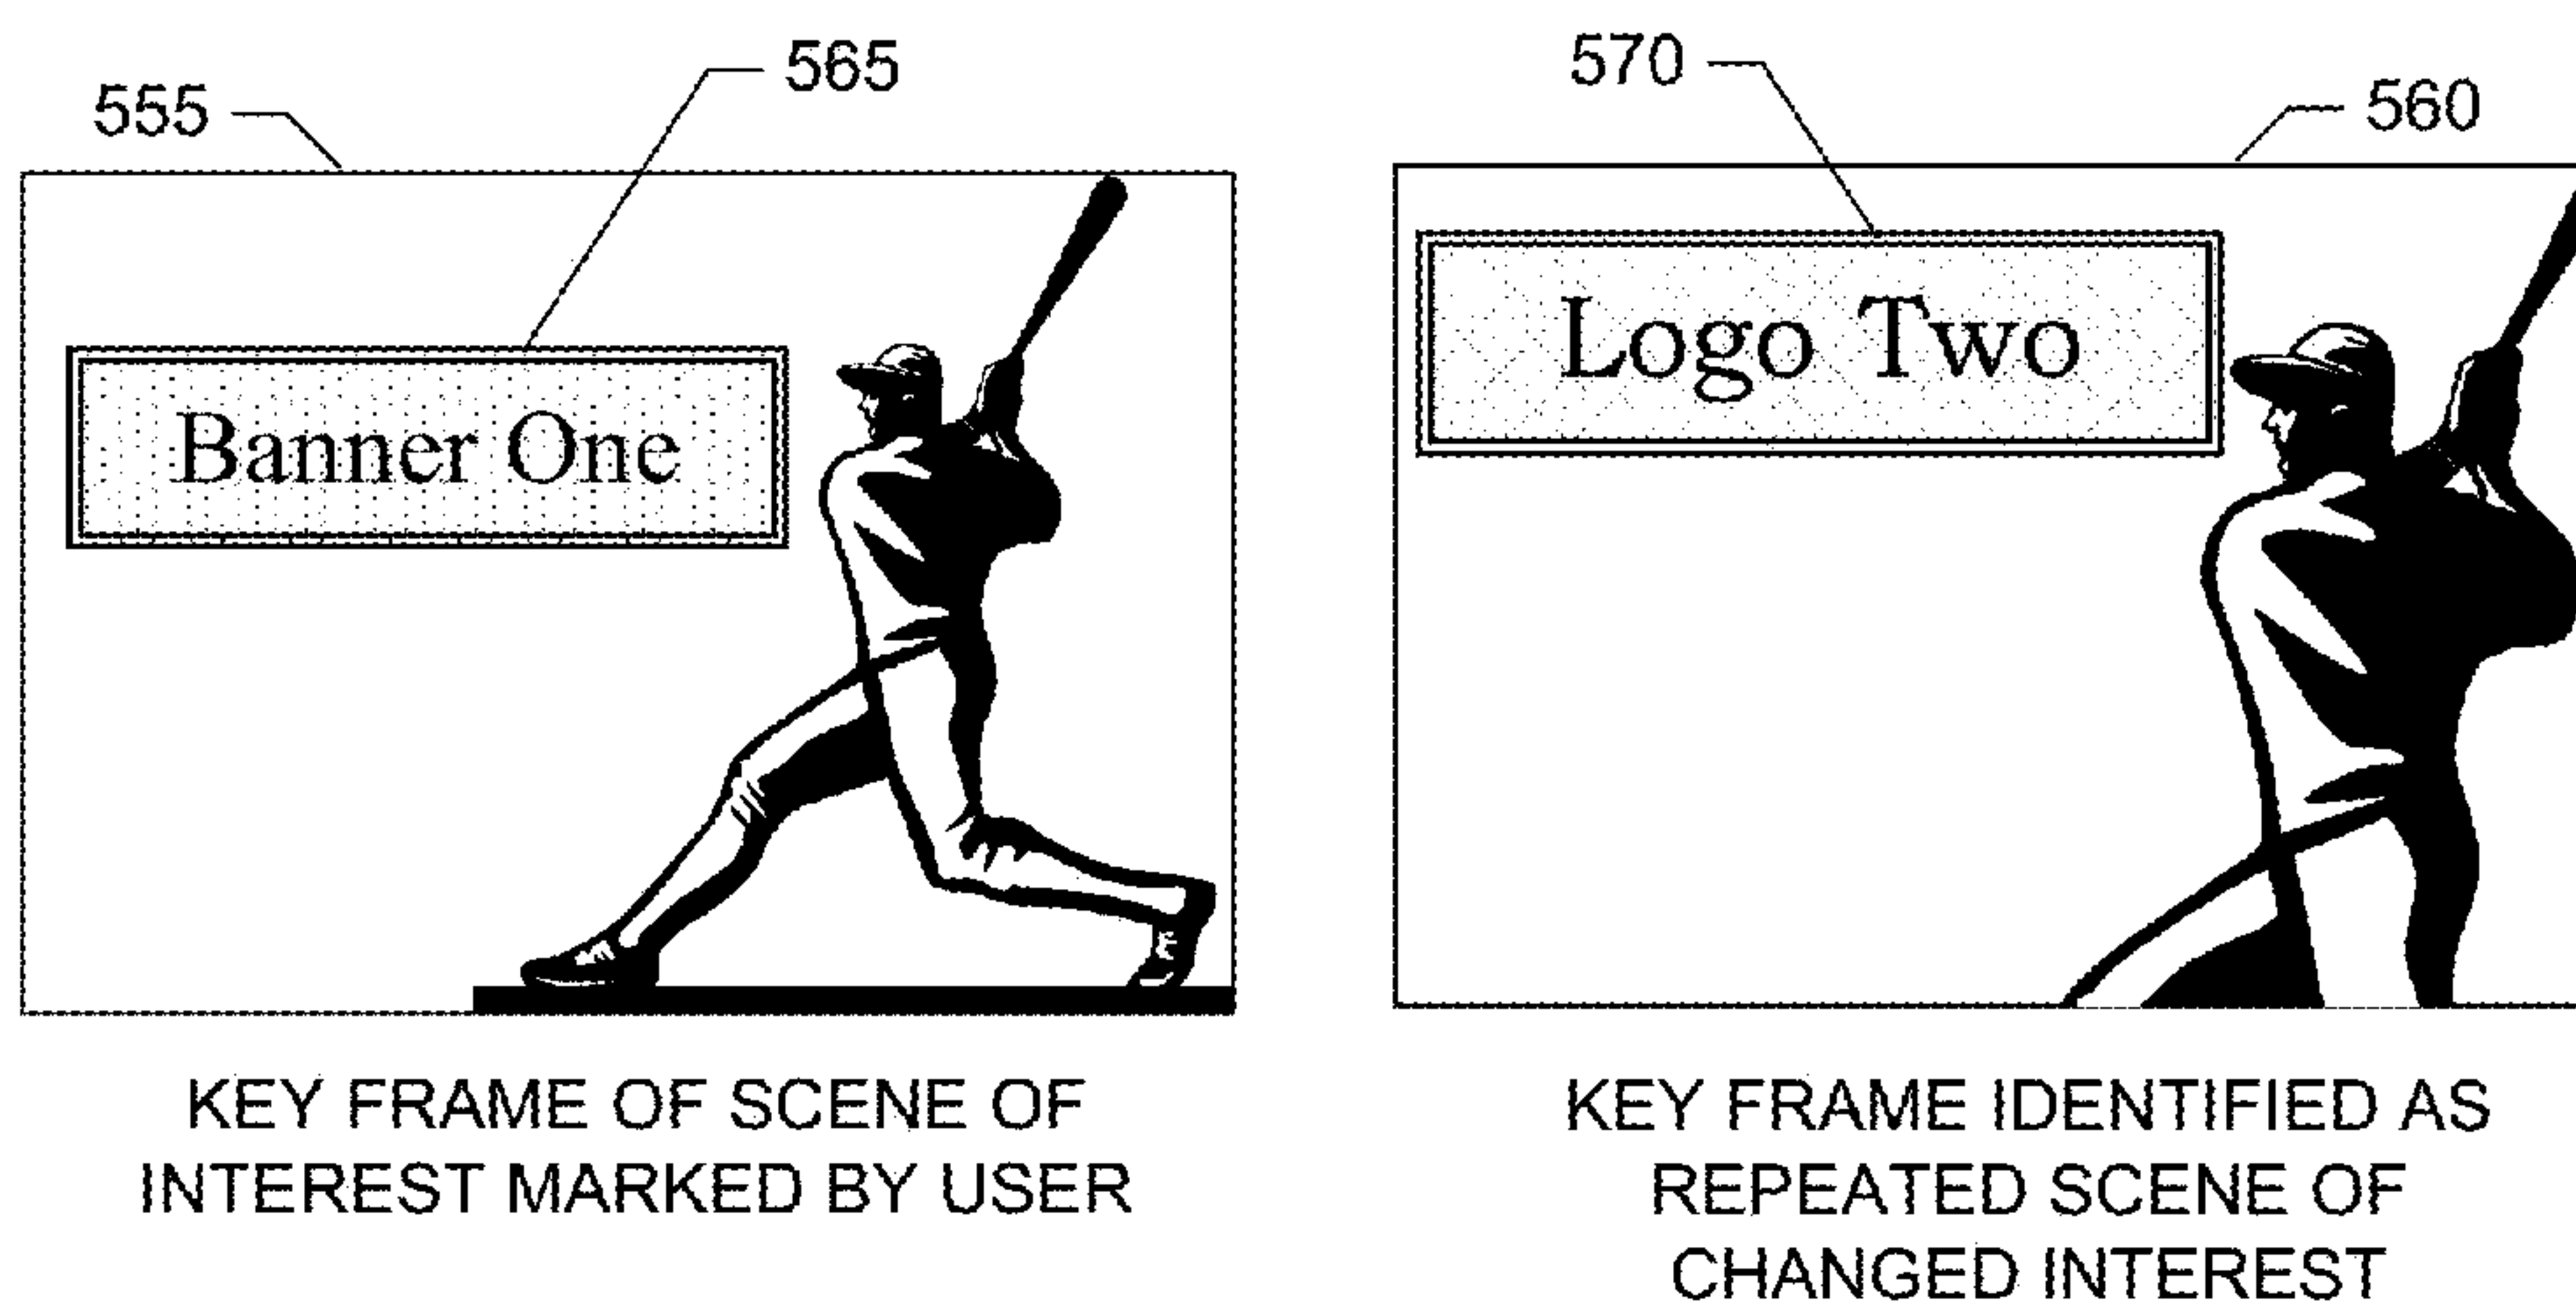 555
565
Banner One
KEY FRAME OF SCENE OF
INTEREST MARKED BY USER
570
560
Logo Two
KEY FRAME IDENTIFIED AS
REPEATED SCENE OF
CHANGED INTEREST